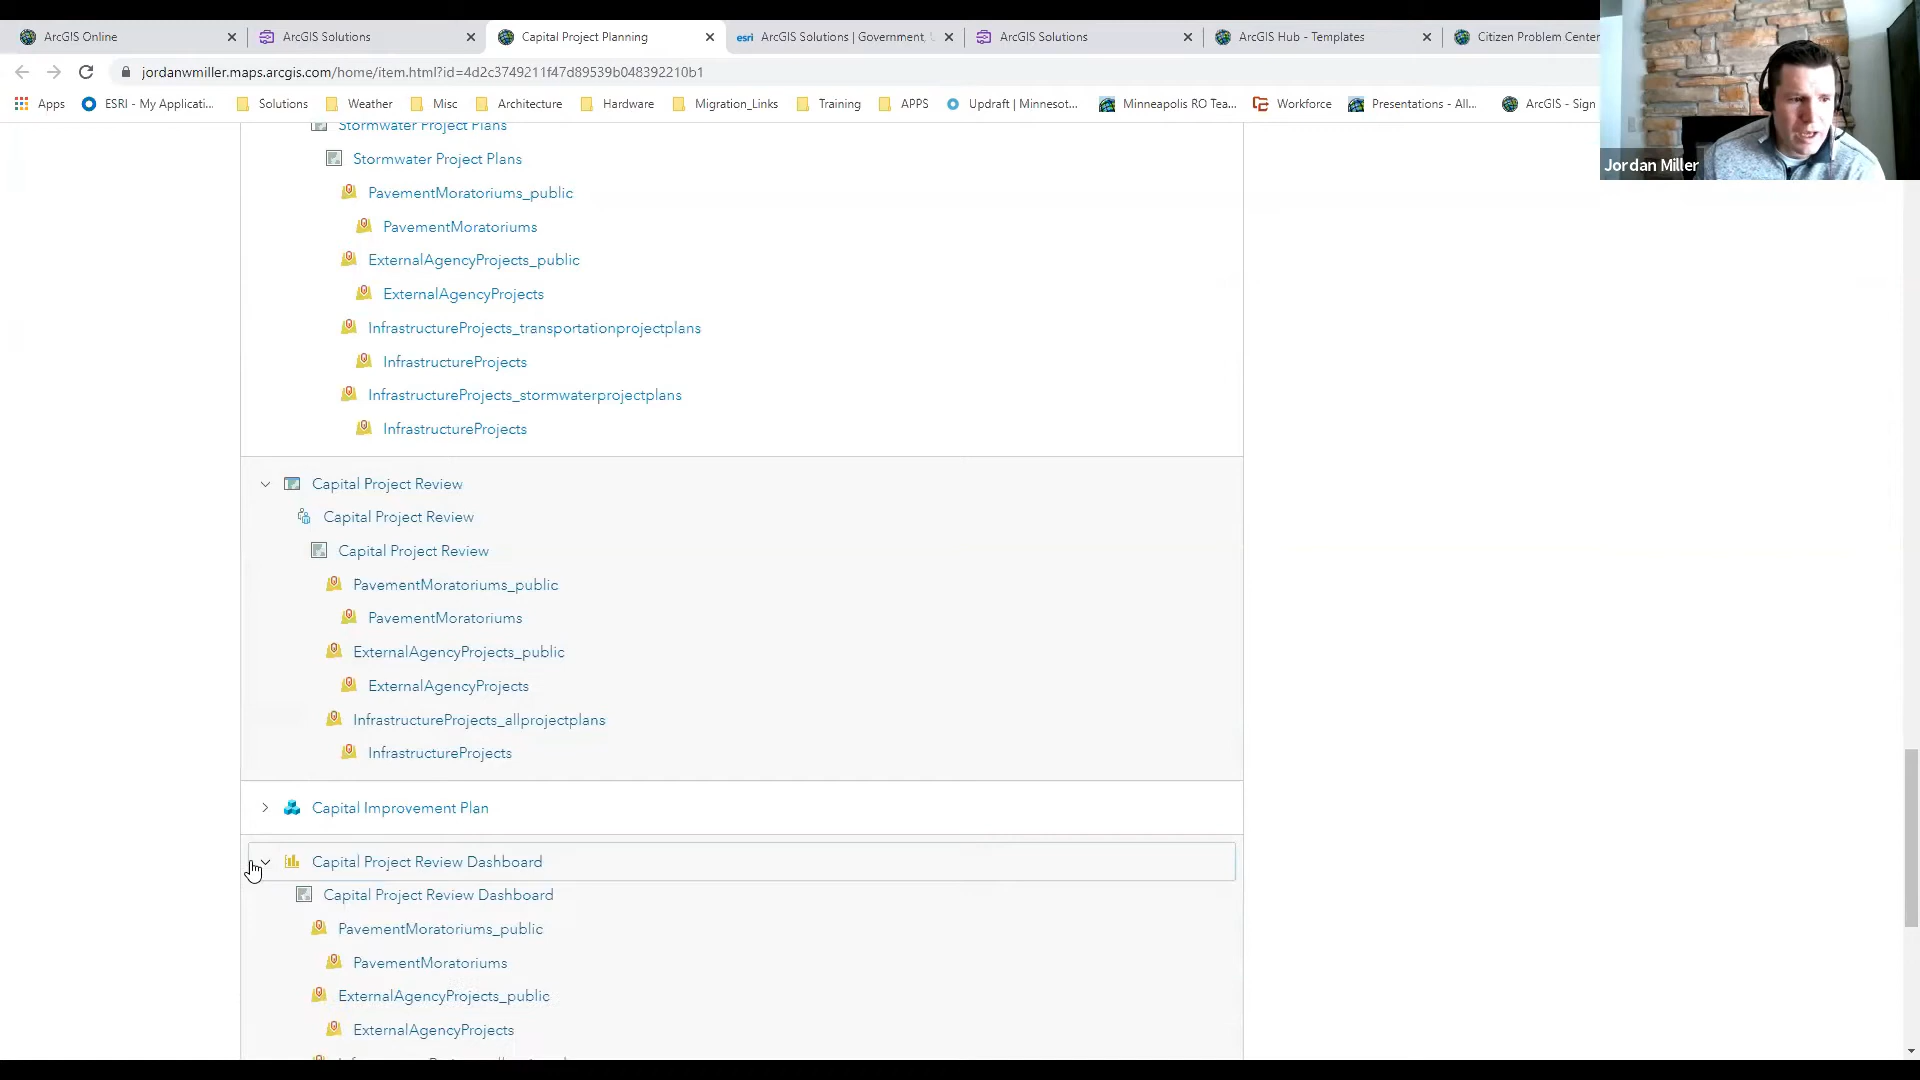 ArcGIS Online
ArcGIS Solutions
Capital Project Planning
esri ArcGIS Solutions | Government,
ArcGIS Solutions
ArcGIS Hub - Templates
Citizen Problem Center
jordanwmiller.maps.arcgis.com/home/item.html?id=4d2c3749211f47d89539b048392210b1
Apps
ESRI - My Applicati...
Solutions
Weather
Misc
Architecture
Hardware
Migration_Links
Training
APPS
Updraft | Minnesot...
Minneapolis RO Tea...
Workforce
Presentations - All...
ArcGIS - Sign
Jordan Miller
Stormwater Project Plans
Stormwater Project Plans
PavementMoratoriums_public
PavementMoratoriums
ExternalAgencyProjects_public
ExternalAgencyProjects
InfrastructureProjects_transportationprojectplans
InfrastructureProjects
InfrastructureProjects_stormwaterprojectplans
InfrastructureProjects
Capital Project Review
Capital Project Review
Capital Project Review
PavementMoratoriums_public
PavementMoratoriums
ExternalAgencyProjects_public
ExternalAgencyProjects
InfrastructureProjects_allprojectplans
InfrastructureProjects
Capital Improvement Plan
Capital Project Review Dashboard
Capital Project Review Dashboard
PavementMoratoriums_public
PavementMoratoriums
ExternalAgencyProjects_public
ExternalAgencyProjects